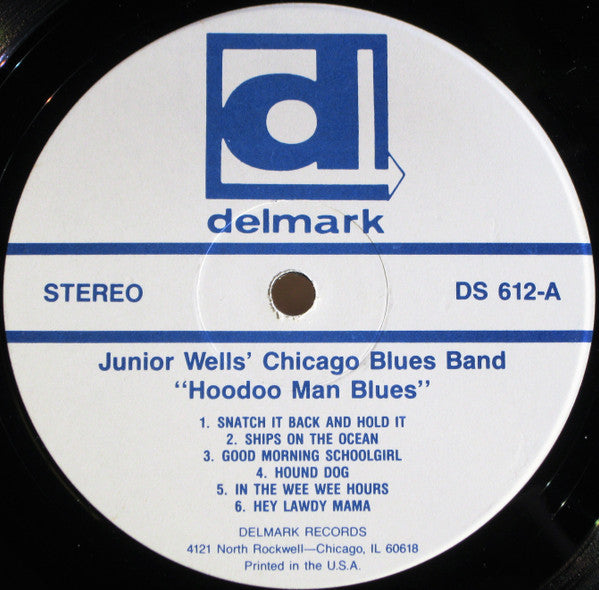 d
delmark
STEREO
DS 612-A
Junior Wells' Chicago Blues Band
"Hoodoo Man Blues"
1. SNATCH IT BACK AND HOLD IT
2. SHIPS ON THE OCEAN
3. GOOD MORNING SCHOOLGIRL
4. HOUND DOG
5. IN THE WEE WEE HOURS
6. HEY LAWDY MAMA
DELMARK RECORDS
4121 North Rockwell—Chicago, IL 60618
Printed in the U.S.A.